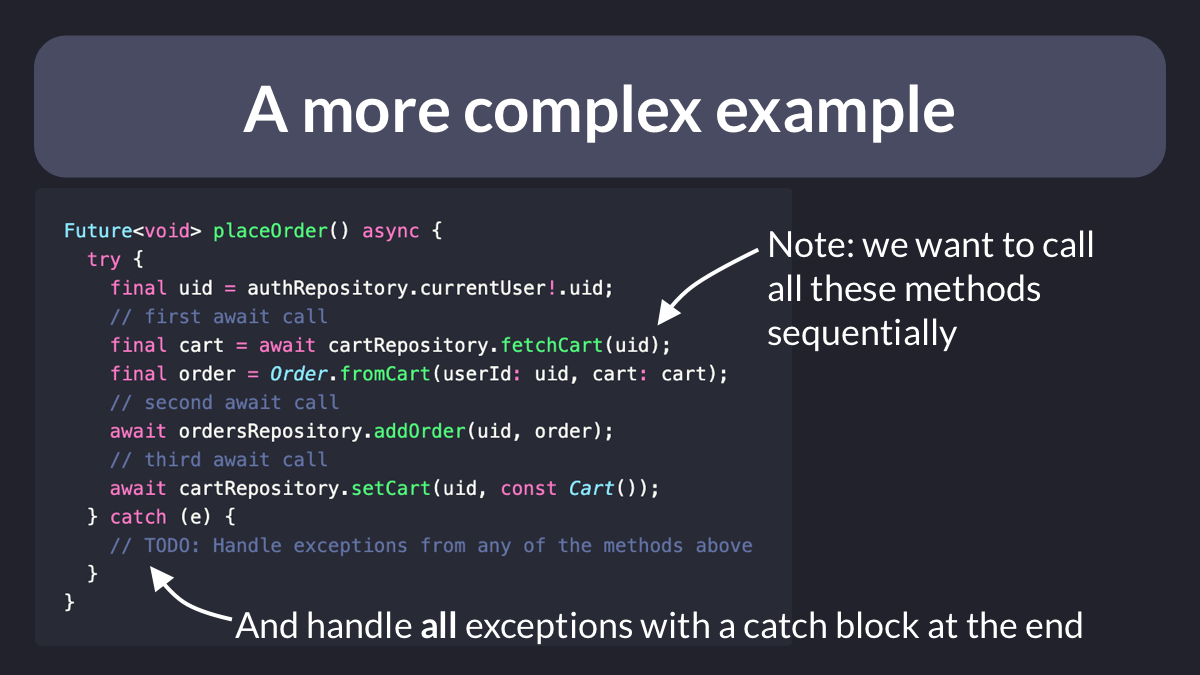 A more complex example
Future<void> placeOrder() async {
  try {
    final uid = authRepository.currentUser!.uid;
    // first await call
    final cart = await cartRepository.fetchCart(uid);
    final order = Order.fromCart(userId: uid, cart: cart);
    // second await call
    await ordersRepository.addOrder(uid, order);
    // third await call
    await cartRepository.setCart(uid, const Cart());
  } catch (e) {
    // TODO: Handle exceptions from any of the methods above
  }
}
Note: we want to call
all these methods
sequentially
And handle all exceptions with a catch block at the end